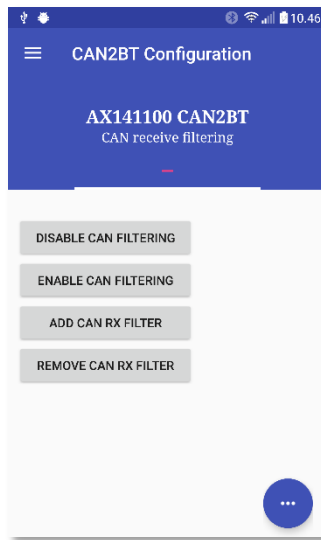 10.46
CAN2BT Configuration
AX141100 CAN2BT
CAN receive filtering
DISABLE CAN FILTERING
ENABLE CAN FILTERING
ADD CAN RX FILTER
REMOVE CAN RX FILTER